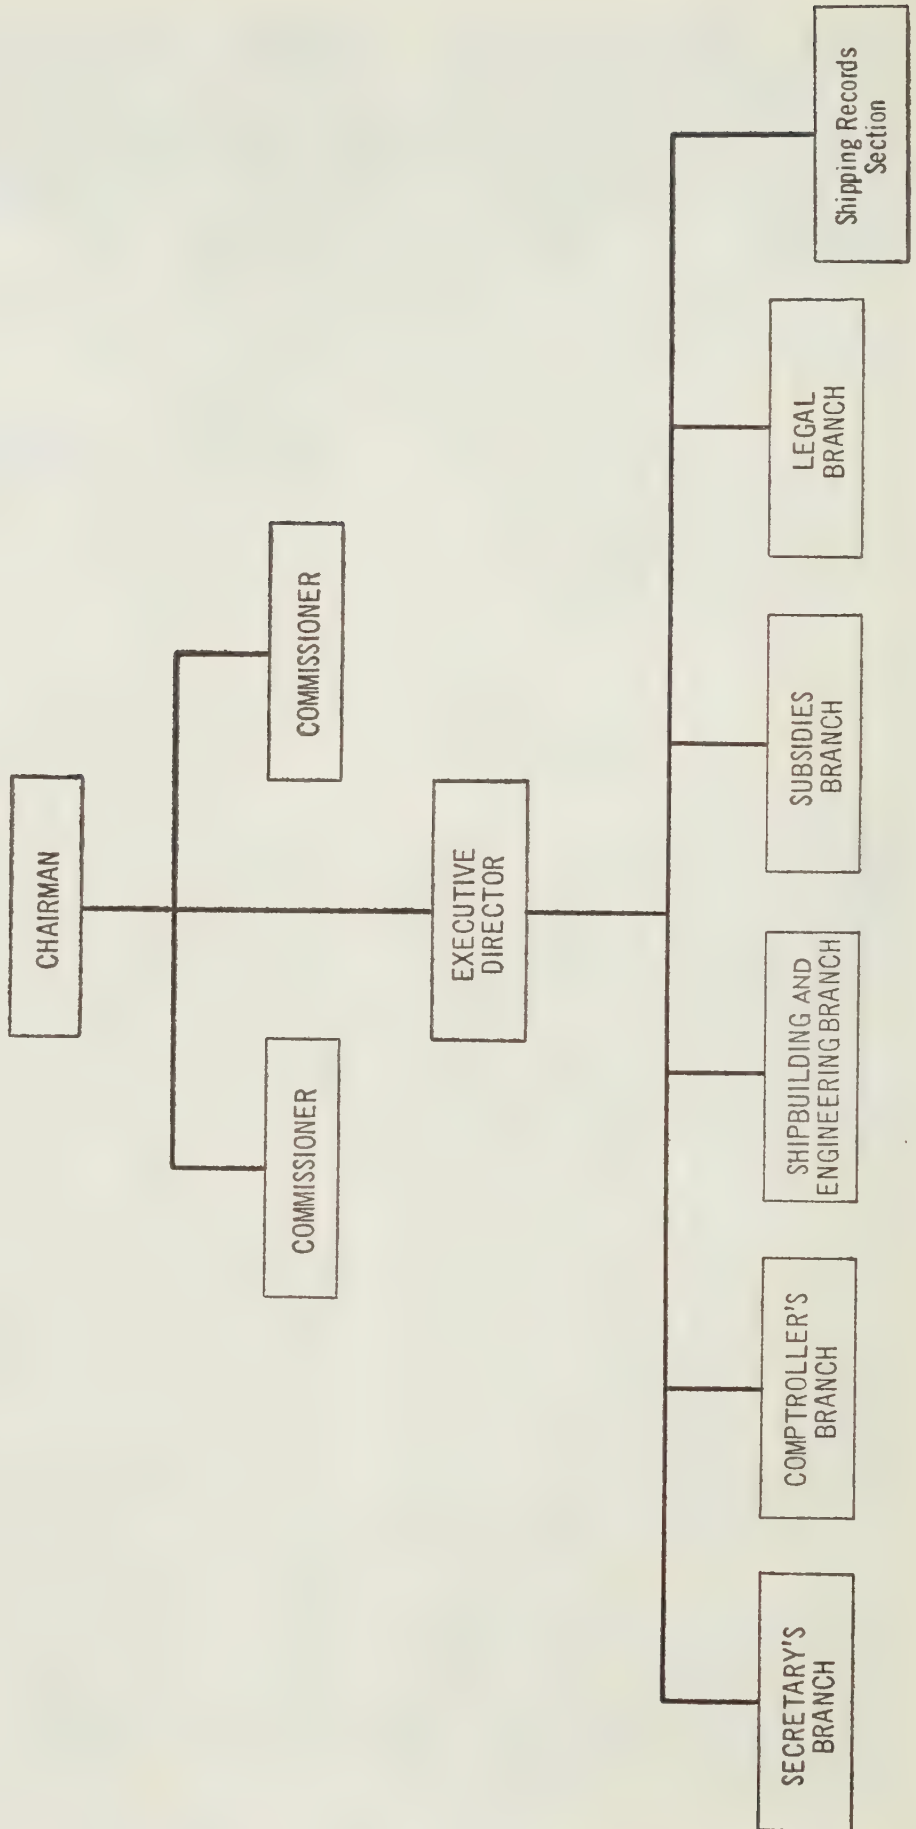 CHAIRMAN
COMMISSIONER
COMMISSIONER
EXECUTIVE
DIRECTOR
SECRETARY'S
BRANCH
COMPTROLLER'S
BRANCH
SHIPBUILDING AND
ENGINEERING BRANCH
SUBSIDIES
BRANCH
LEGAL
BRANCH
Shipping Records
Section